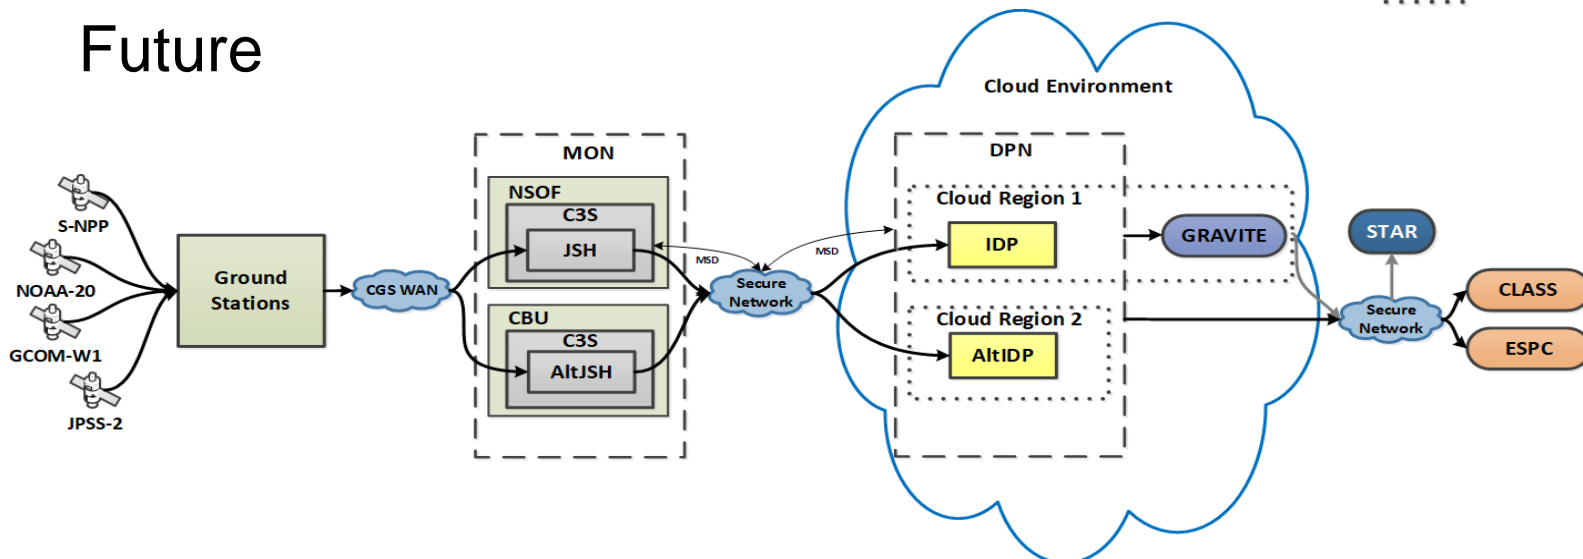 Future
Cloud Environment
MON
DPN
NSOF
C3S
JSH
Cloud Region 1
IDP
GRAVITE
STAR
S-NPP
NOAA-20
GCOM-W1
JPSS-2
Ground
Stations
CGS WAN
MSD
MSD
Secure
Network
CBU
C3S
AltJSH
Cloud Region 2
AltIDP
Secure
Network
CLASS
ESPC